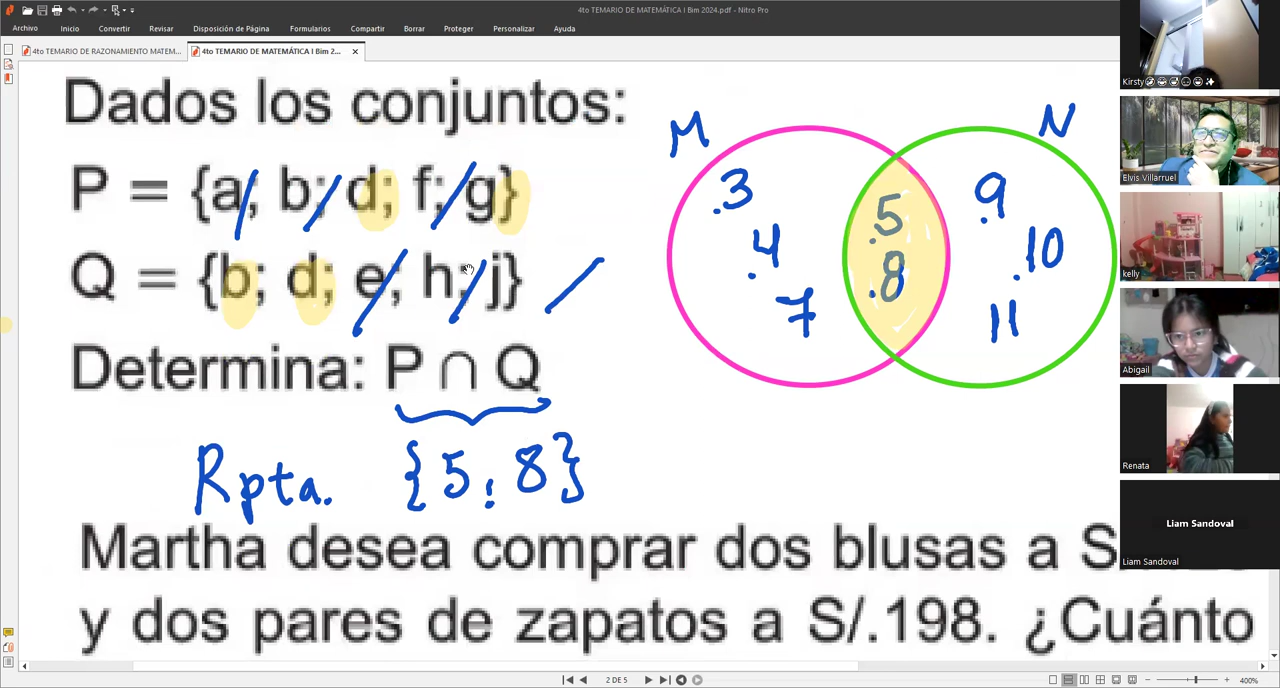 4to TEMARIO DE MATEMÁTICA I Bim 2024.pdf - Nitro Pro
Archivo Inicio Convertir Revisar Disposición de Página Formularios Compartir Borrar Proteger Personalizar Ayuda
4to TEMARIO DE RAZONAMIENTO MATEM... 4to TEMARIO DE MATEMÁTICA I Bim 2... ×
Dados los conjuntos:
P = {a; b; d; f; g}
Q = {b; d; e; h; j}
Determina: P ∩ Q
Rpta. {5; 8}
M N
.3
.4
7
.5
.8
9
.10
11
Martha desea comprar dos blusas a S
y dos pares de zapatos a S/.198. ¿Cuánto
Kirsty
Elvis Villarruel
kelly
Abigail
Renata
Liam Sandoval
Liam Sandoval
2 DE 5
400%